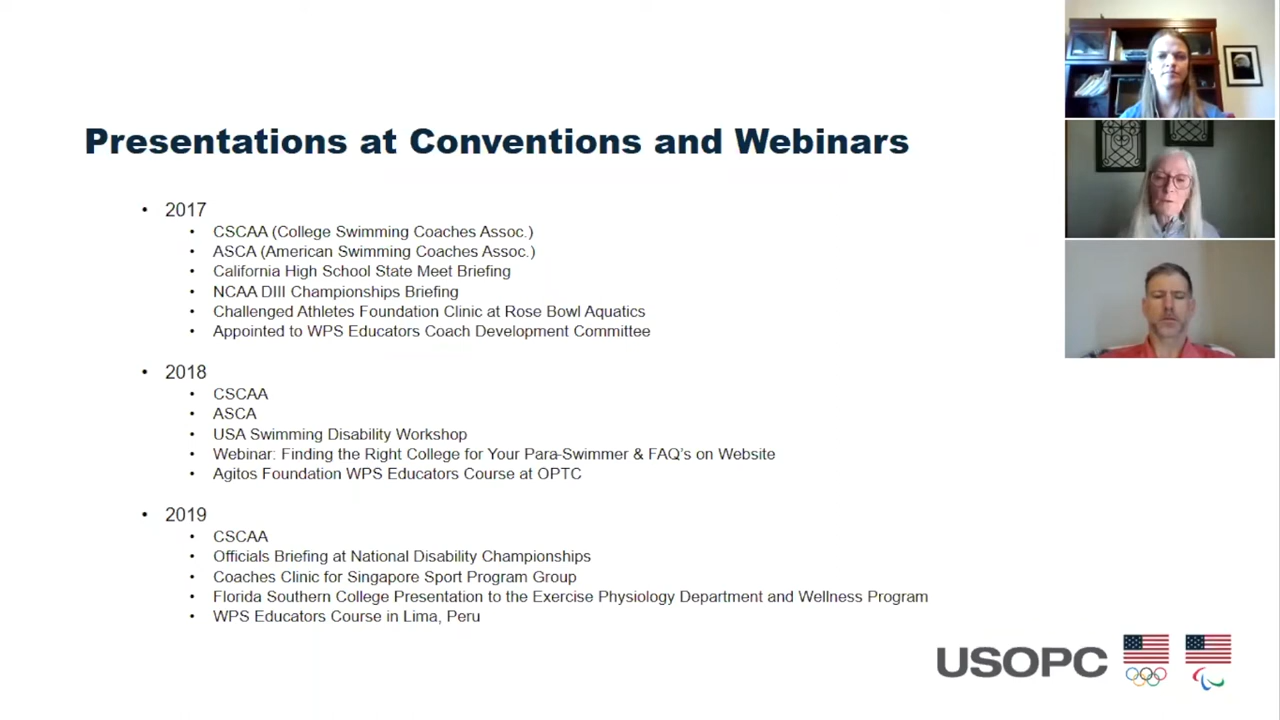 Presentations at Conventions and Webinars
• 2017
• CSCAA (College Swimming Coaches Assoc.)
• ASCA (American Swimming Coaches Assoc.)
• California High School State Meet Briefing
• NCAA DIII Championships Briefing
• Challenged Athletes Foundation Clinic at Rose Bowl Aquatics
• Appointed to WPS Educators Coach Development Committee
• 2018
• CSCAA
• ASCA
• USA Swimming Disability Workshop
• Webinar: Finding the Right College for Your Para-Swimmer & FAQ's on Website
• Agitos Foundation WPS Educators Course at OPTC
• 2019
• CSCAA
• Officials Briefing at National Disability Championships
• Coaches Clinic for Singapore Sport Program Group
• Florida Southern College Presentation to the Exercise Physiology Department and Wellness Program
• WPS Educators Course in Lima, Peru
USOPC